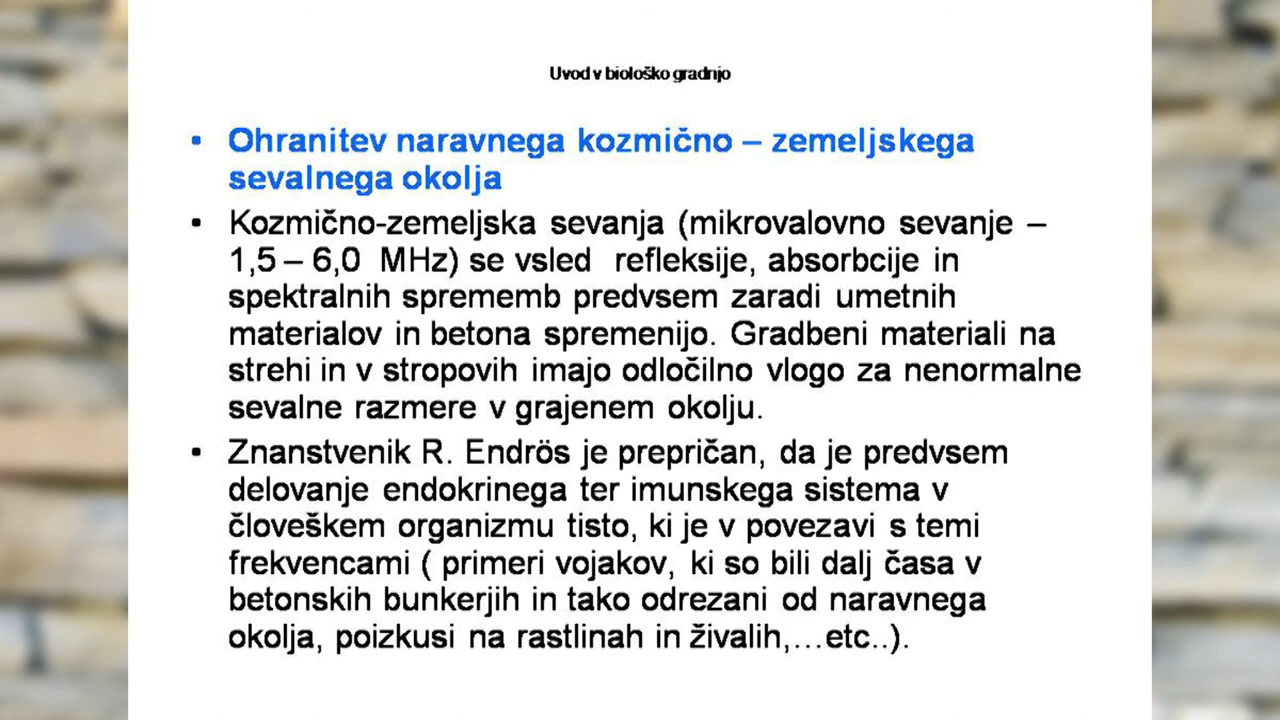 Uvod v biološko gradnjo
• Ohranitev naravnega kozmično – zemeljskega
sevalnega okolja
• Kozmično-zemeljska sevanja (mikrovalovno sevanje –
1,5 – 6,0 MHz) se vsled refleksije, absorbcije in
spektralnih sprememb predvsem zaradi umetnih
materialov in betona spremenijo. Gradbeni materiali na
strehi in v stropovih imajo odločilno vlogo za nenormalne
sevalne razmere v grajenem okolju.
• Znanstvenik R. Endrös je prepričan, da je predvsem
delovanje endokrinega ter imunskega sistema v
človeškem organizmu tisto, ki je v povezavi s temi
frekvencami ( primeri vojakov, ki so bili dalj časa v
betonskih bunkerjih in tako odrezani od naravnega
okolja, poizkusi na rastlinah in živalih,…etc..).